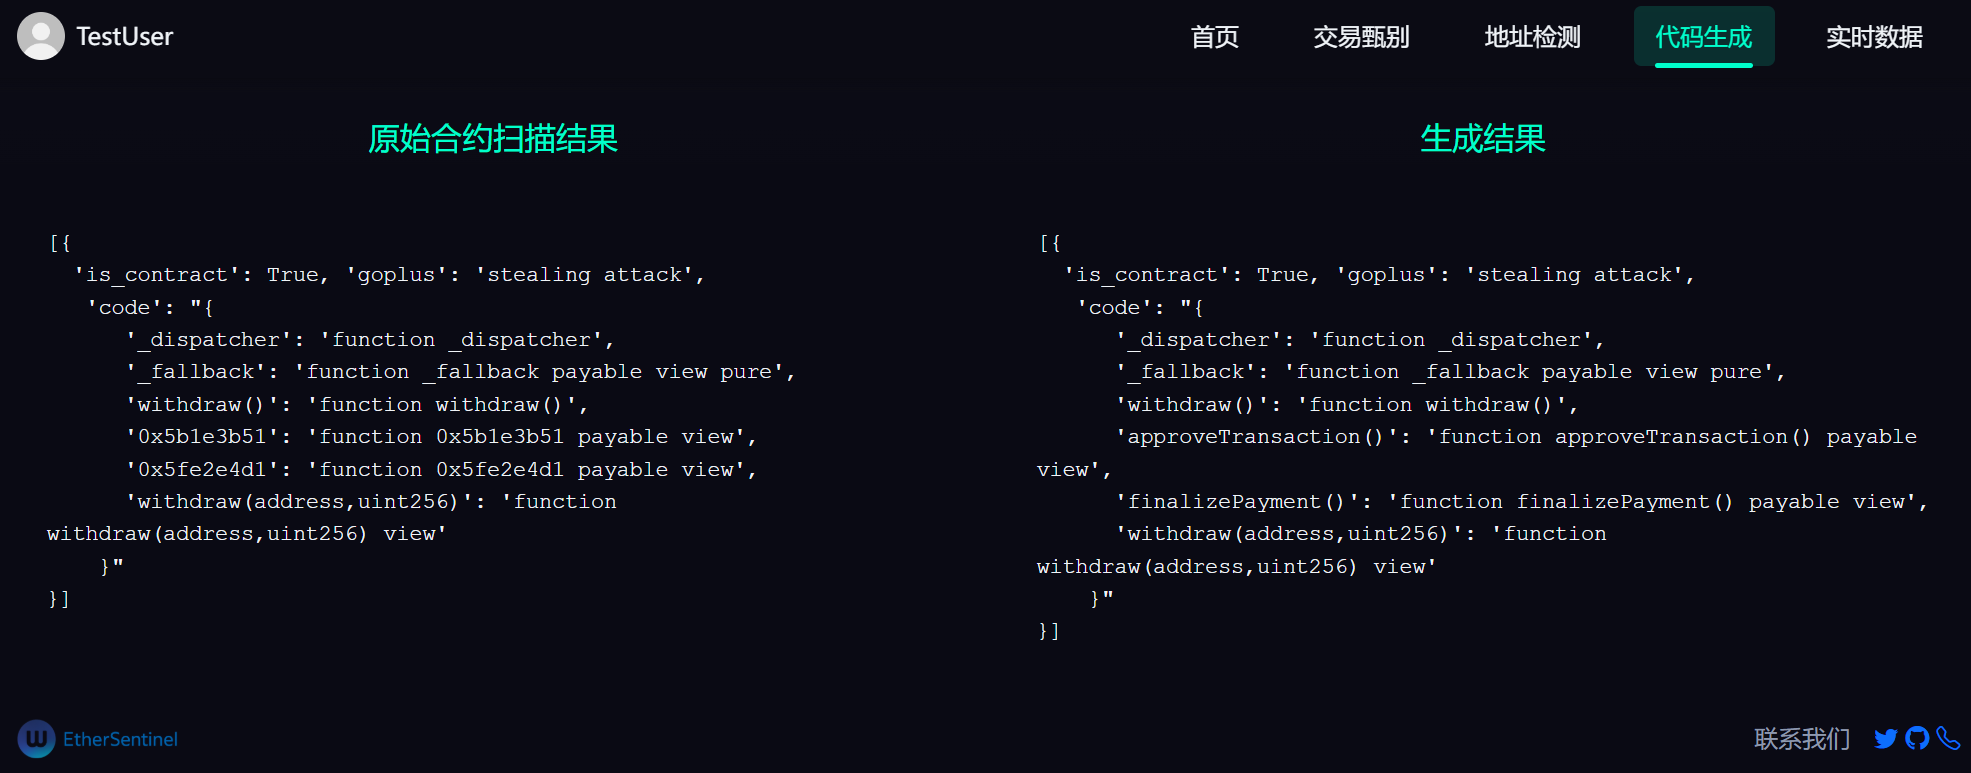 TestUser
首页 交易甄别 地址检测 代码生成 实时数据
原始合约扫描结果
[{
'is_contract': True, 'goplus': 'stealing attack',
'code': "{
'_dispatcher': 'function _dispatcher',
'_fallback': 'function _fallback payable view pure',
'withdraw()': 'function withdraw()',
'0x5b1e3b51': 'function 0x5b1e3b51 payable view',
'0x5fe2e4d1': 'function 0x5fe2e4d1 payable view',
'withdraw(address,uint256)': 'function
withdraw(address,uint256) view'
}"
}]
生成结果
[{
'is_contract': True, 'goplus': 'stealing attack',
'code': "{
'_dispatcher': 'function _dispatcher',
'_fallback': 'function _fallback payable view pure',
'withdraw()': 'function withdraw()',
'approveTransaction()': 'function approveTransaction() payable
view',
'finalizePayment()': 'function finalizePayment() payable view',
'withdraw(address,uint256)': 'function
withdraw(address,uint256) view'
}"
}]
EtherSentinel
联系我们